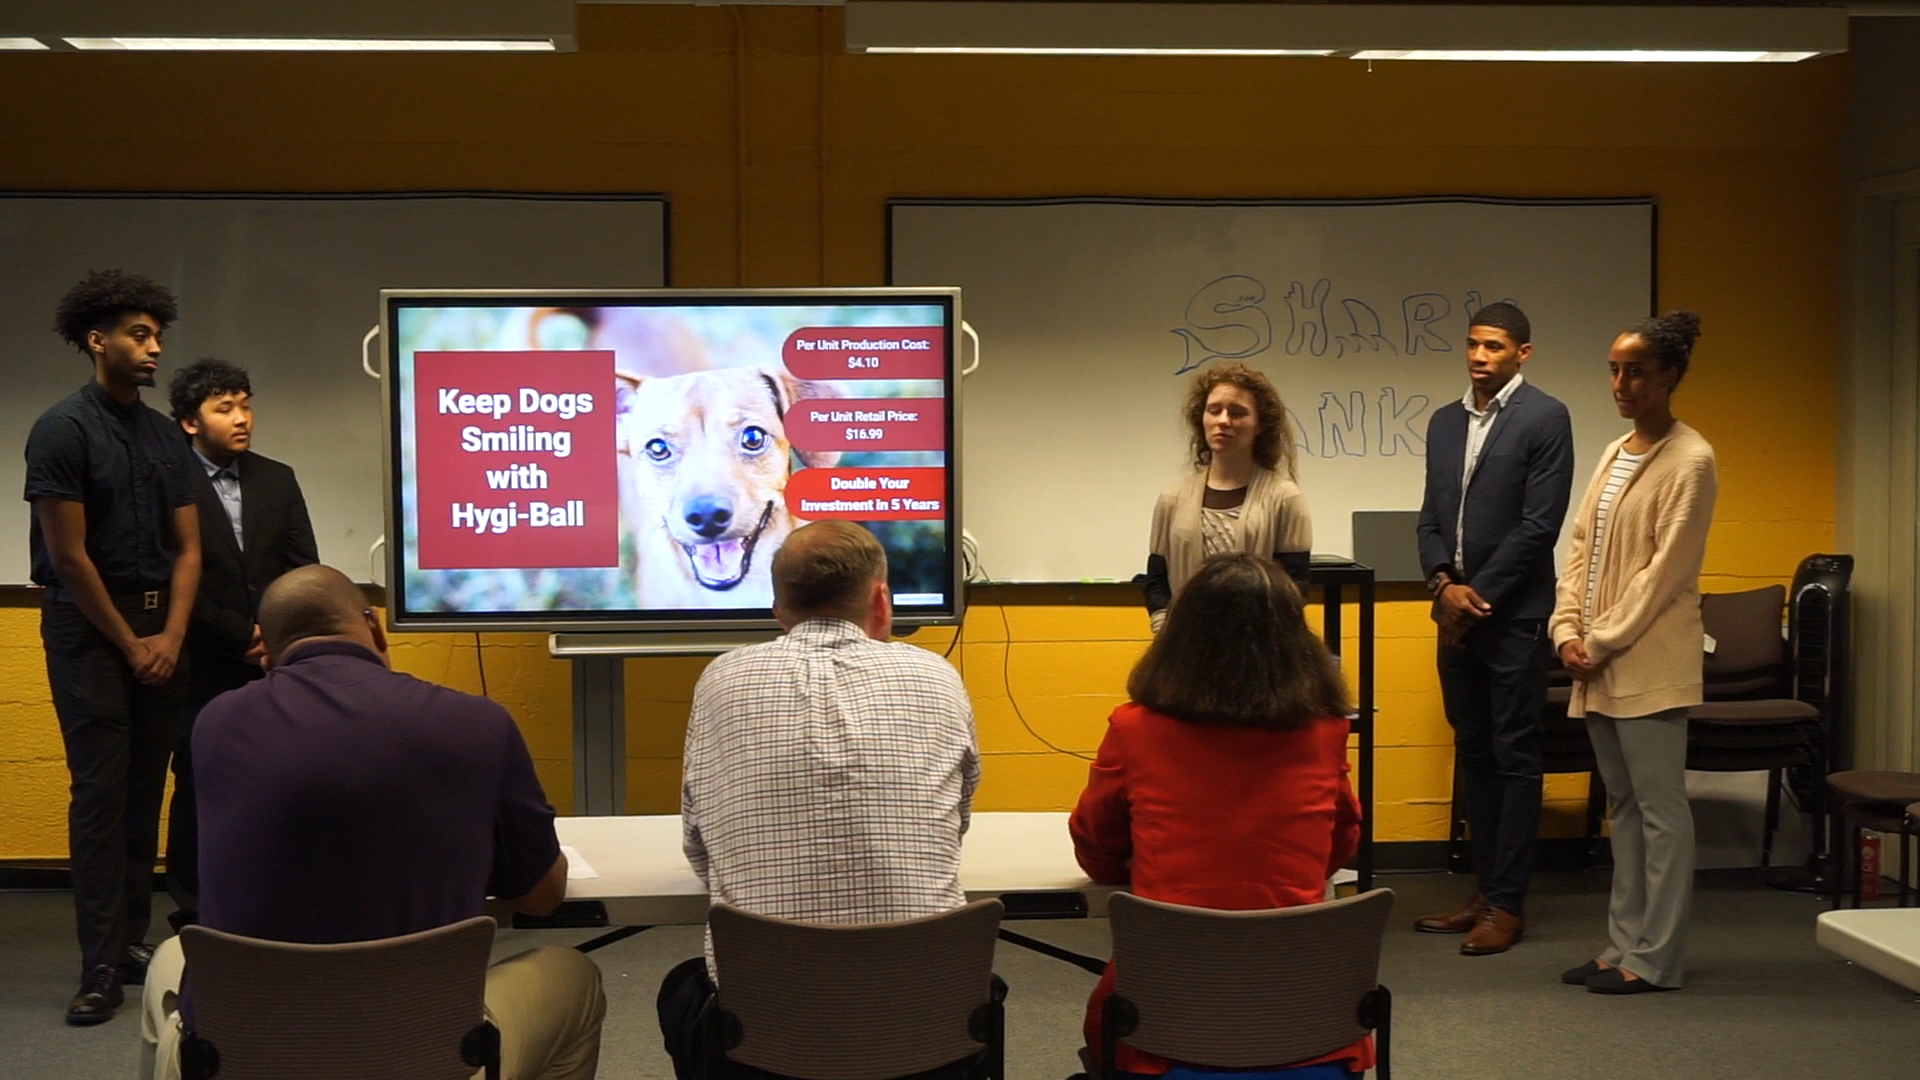 Keep Dogs
Smiling
with
Hygi-Ball
Per Unit Production Cost:
$4.10
Per Unit Retail Price:
$16.99
Double Your
Investment in 5 Years
SHARK